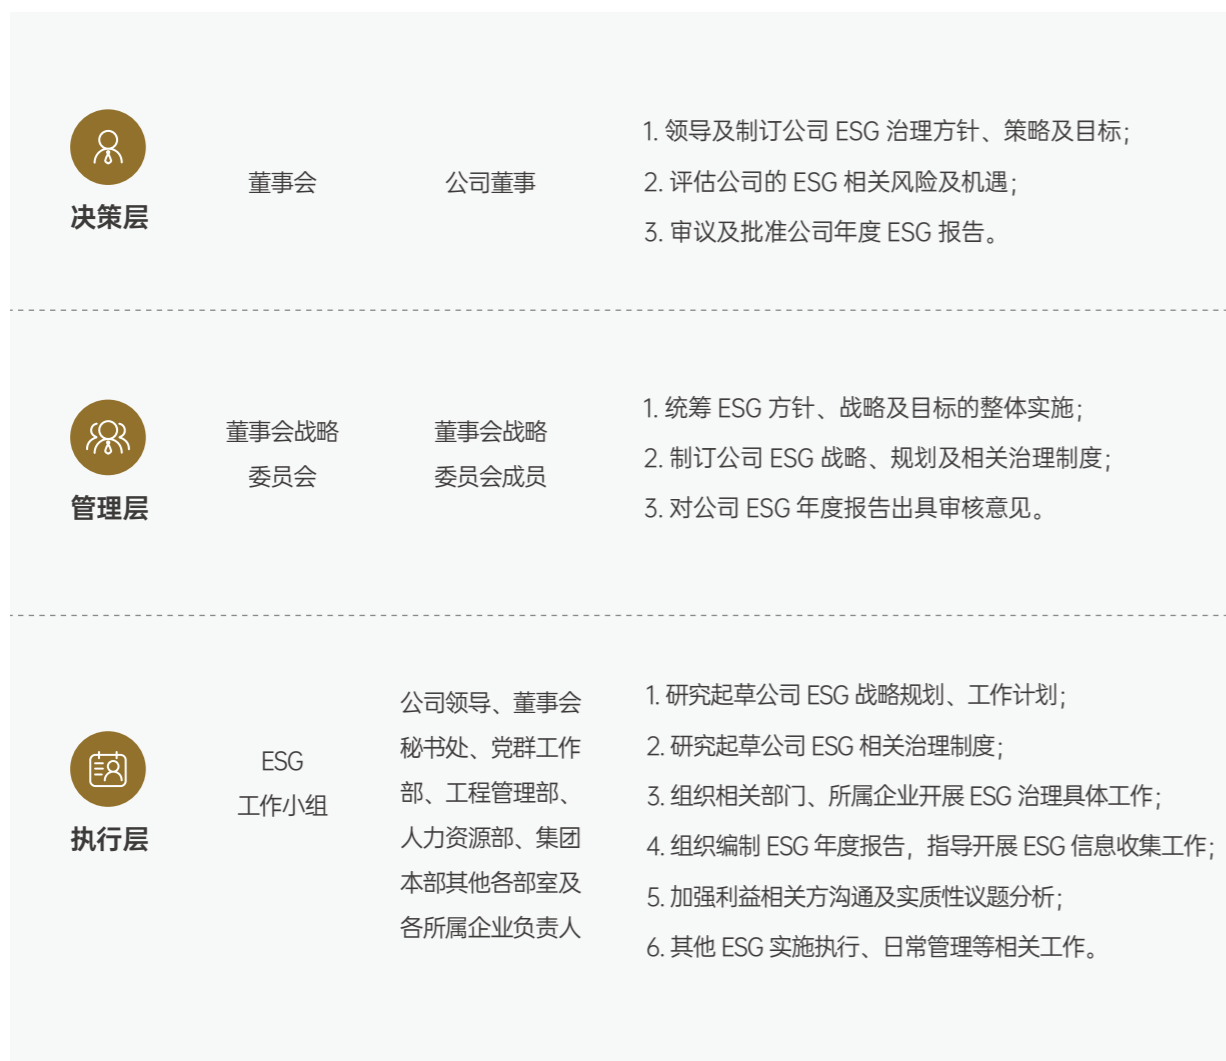 决策层
董事会
公司董事
1. 领导及制订公司 ESG 治理方针、策略及目标；
2. 评估公司的 ESG 相关风险及机遇；
3. 审议及批准公司年度 ESG 报告。
管理层
董事会战略
委员会
董事会战略
委员会成员
1. 统筹 ESG 方针、战略及目标的整体实施；
2. 制订公司 ESG 战略、规划及相关治理制度；
3. 对公司 ESG 年度报告出具审核意见。
执行层
ESG
工作小组
公司领导、董事会
秘书处、党群工作
部、工程管理部、
人力资源部、集团
本部其他各部室及
各所属企业负责人
1. 研究起草公司 ESG 战略规划、工作计划；
2. 研究起草公司 ESG 相关治理制度；
3. 组织相关部门、所属企业开展 ESG 治理具体工作；
4. 组织编制 ESG 年度报告，指导开展 ESG 信息收集工作；
5. 加强利益相关方沟通及实质性议题分析；
6. 其他 ESG 实施执行、日常管理等相关工作。